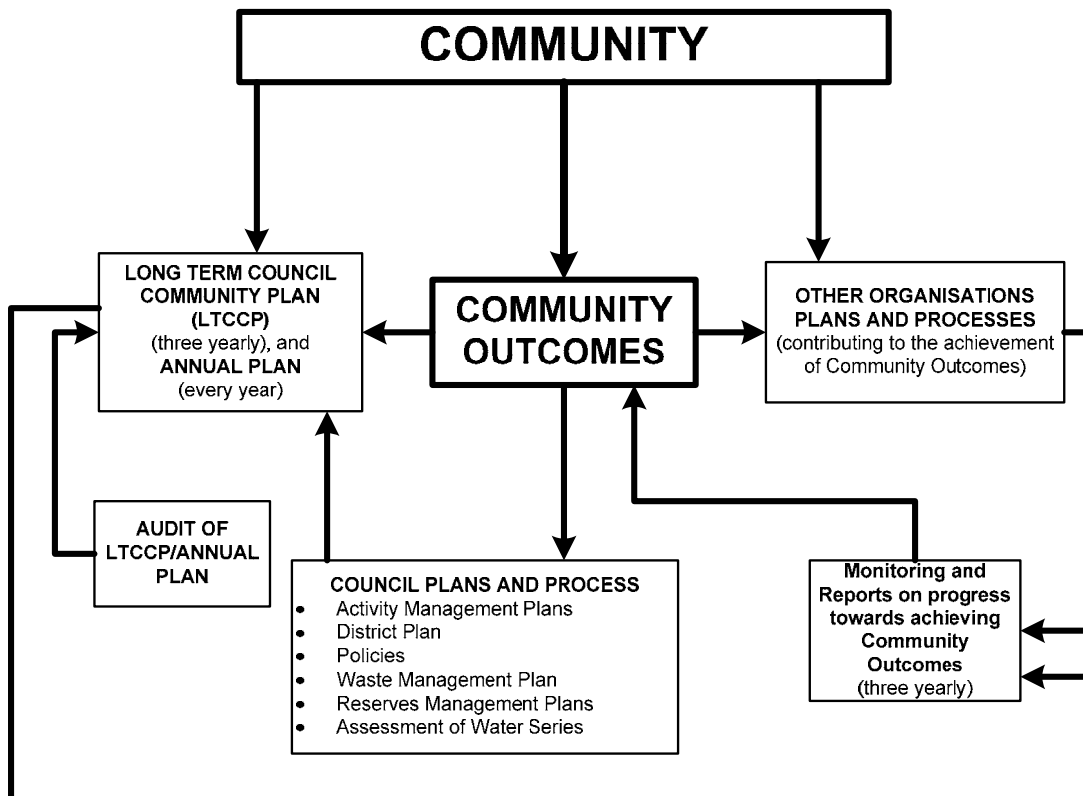 COMMUNITY
LONG TERM COUNCIL
COMMUNITY PLAN
(LTCCP)
(three yearly), and
ANNUAL PLAN
(every year)
COMMUNITY
OUTCOMES
OTHER ORGANISATIONS
PLANS AND PROCESSES
(contributing to the achievement
of Community Outcomes)
AUDIT OF
LTCCP/ANNUAL
PLAN
COUNCIL PLANS AND PROCESS
• Activity Management Plans
• District Plan
• Policies
• Waste Management Plan
• Reserves Management Plans
• Assessment of Water Series
Monitoring and
Reports on progress
towards achieving
Community
Outcomes
(three yearly)